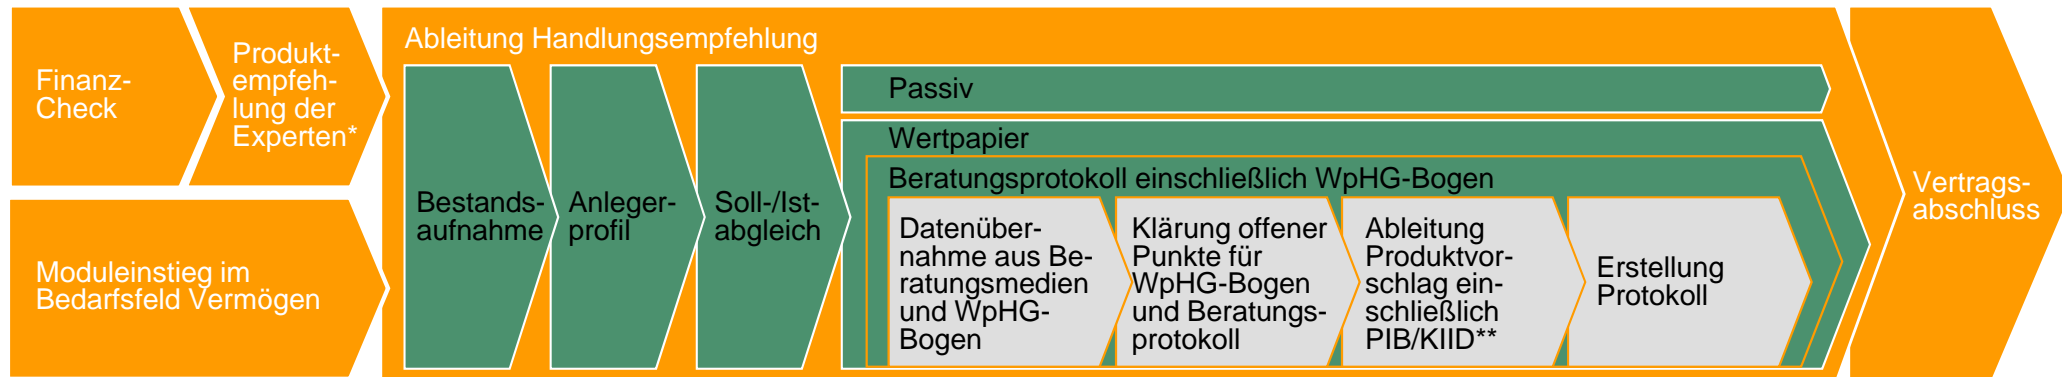 Finanz-
Check
Produkt-
empfeh-
lung der
Experten*
Moduleinstieg im
Bedarfsfeld Vermögen
Ableitung Handlungsempfehlung
Bestands-
aufnahme
Anleger-
profil
Soll-/Ist-
abgleich
Passiv
Wertpapier
Beratungsprotokoll einschließlich WpHG-Bogen
Datenüber-
nahme aus Be-
ratungsmedien
und WpHG-
Bogen
Klärung offener
Punkte für
WpHG-Bogen
und Beratungs-
protokoll
Ableitung
Produktvor-
schlag ein-
schließlich
PIB/KIID**
Erstellung
Protokoll
Vertrags-
abschluss